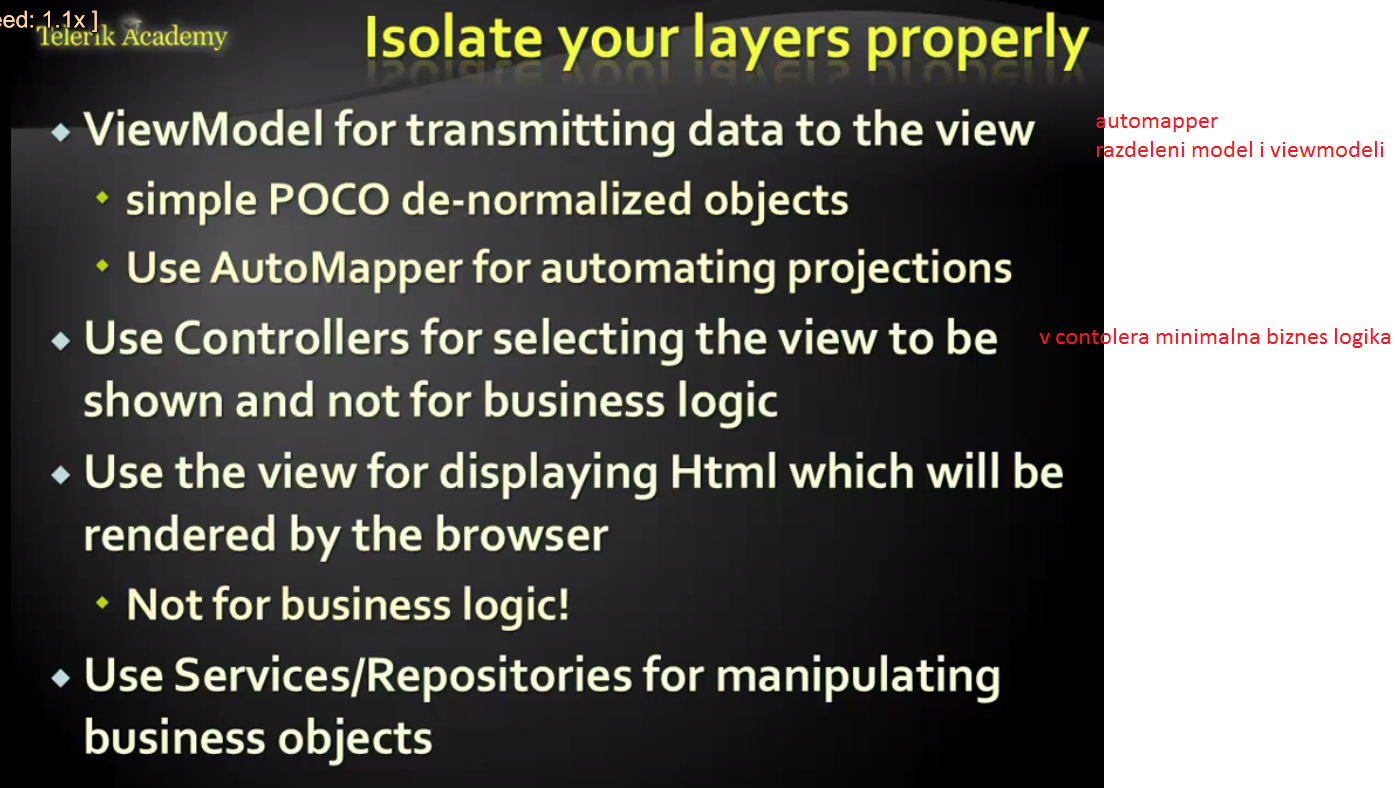 eed: 1.1x ]
Telerik Academy
Isolate your layers properly
ViewModel for transmitting data to the view
automapper
razdeleni model i viewmodeli
simple POCO de-normalized objects
Use AutoMapper for automating projections
Use Controllers for selecting the view to be
v contolera minimalna biznes logika
shown and not for business logic
Use the view for displaying Html which will be
rendered by the browser
Not for business logic!
Use Services/Repositories for manipulating
business objects